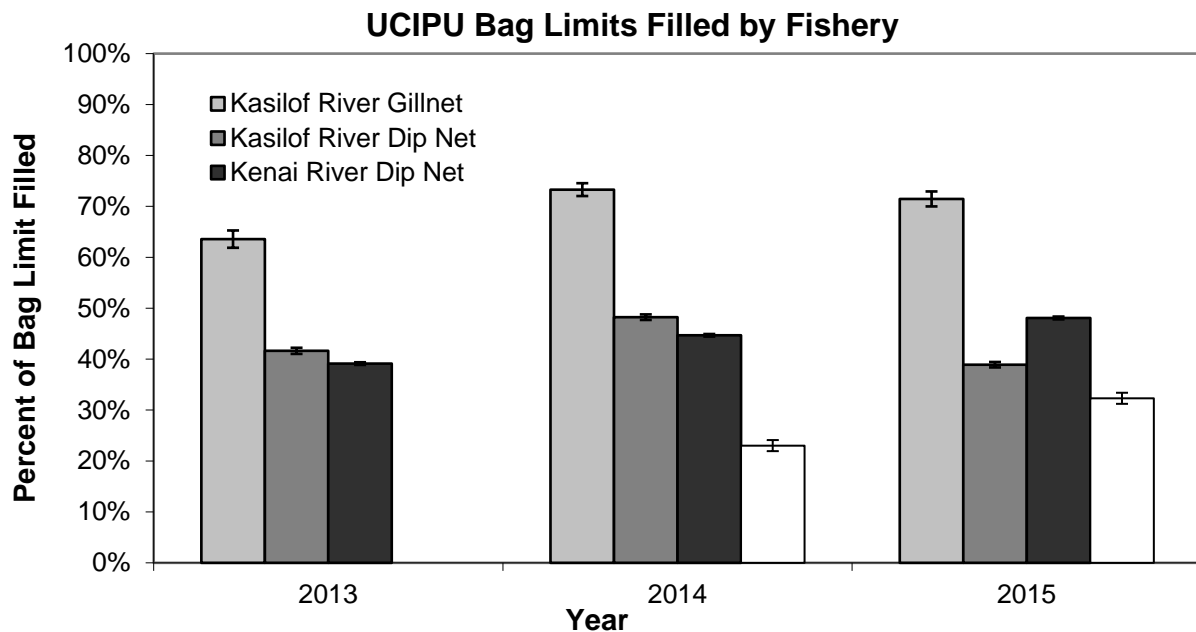 UCIPU Bag Limits Filled by Fishery
100%
90%
80%
70%
60%
50%
40%
30%
20%
10%
0%
Percent of Bag Limit Filled
Kasilof River Gillnet
Kasilof River Dip Net
Kenai River Dip Net
2013
2014
2015
Year